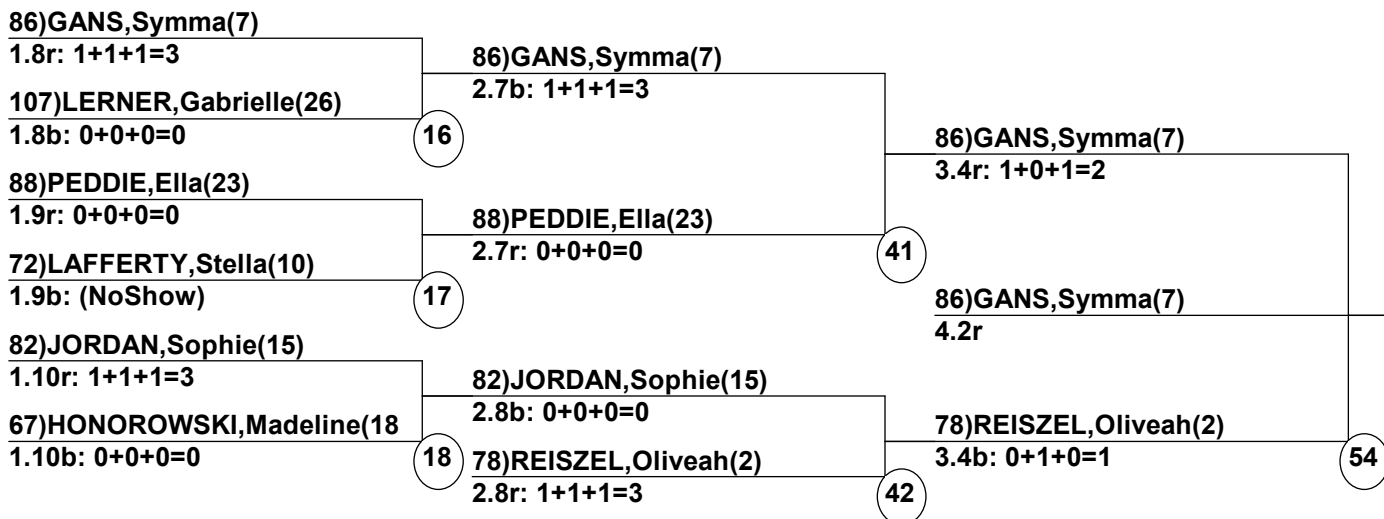 86)GANS,Symma(7)
1.8r: 1+1+1=3
107)LERNER,Gabrielle(26)
1.8b: 0+0+0=0
16
88)PEDDIE,Ella(23)
1.9r: 0+0+0=0
72)LAFFERTY,Stella(10)
1.9b: (NoShow)
17
82)JORDAN,Sophie(15)
1.10r: 1+1+1=3
67)HONOROWSKI,Madeline(18
1.10b: 0+0+0=0
18
86)GANS,Symma(7)
2.7b: 1+1+1=3
88)PEDDIE,Ella(23)
2.7r: 0+0+0=0
41
82)JORDAN,Sophie(15)
2.8b: 0+0+0=0
78)REISZEL,Oliveah(2)
2.8r: 1+1+1=3
42
86)GANS,Symma(7)
3.4r: 1+0+1=2
86)GANS,Symma(7)
4.2r
78)REISZEL,Oliveah(2)
3.4b: 0+1+0=1
54